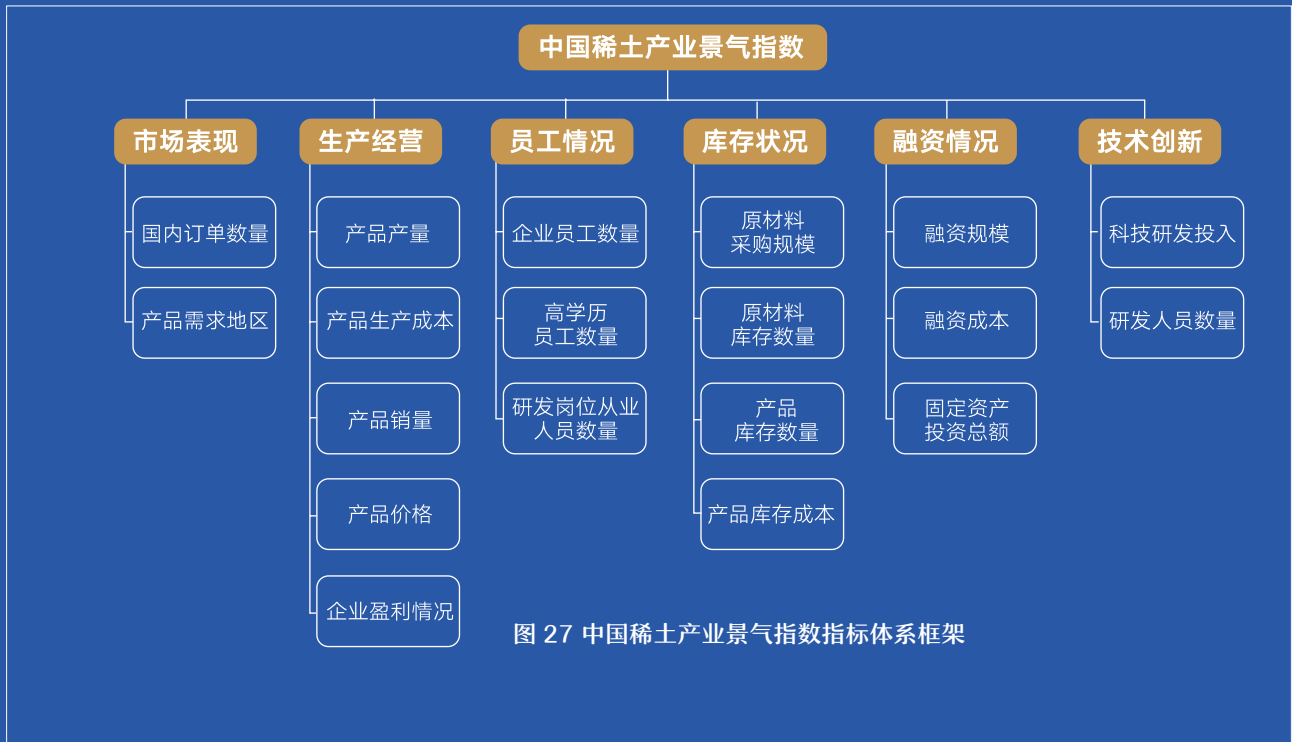 中国稀土产业景气指数
市场表现
国内订单数量
产品需求地区
生产经营
产品产量
产品生产成本
产品销量
产品价格
企业盈利情况
员工情况
企业员工数量
高学历
员工数量
研发岗位从业
人员数量
库存状况
原材料
采购规模
原材料
库存数量
产品
库存数量
产品库存成本
融资情况
融资规模
融资成本
固定资产
投资总额
技术创新
科技研发投入
研发人员数量
图 27 中国稀土产业景气指数指标体系框架